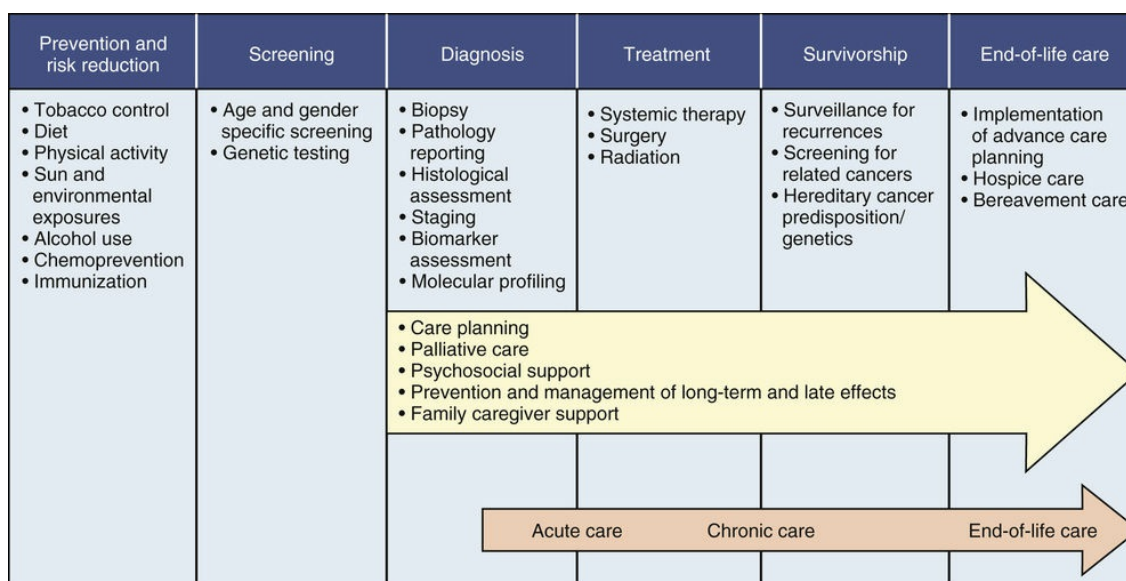 Prevention and
risk reduction
Screening
Diagnosis
Treatment
Survivorship
End-of-life care
• Tobacco control
• Diet
• Physical activity
• Sun and
environmental
exposures
• Alcohol use
• Chemoprevention
• Immunization
• Age and gender
specific screening
• Genetic testing
• Biopsy
• Pathology
reporting
• Histological
assessment
• Staging
• Biomarker
assessment
• Molecular profiling
• Systemic therapy
• Surgery
• Radiation
• Surveillance for
recurrences
• Screening for
related cancers
• Hereditary cancer
predisposition/
genetics
• Implementation
of advance care
planning
• Hospice care
• Bereavement care
• Care planning
• Palliative care
• Psychosocial support
• Prevention and management of long-term and late effects
• Family caregiver support
Acute care
Chronic care
End-of-life care